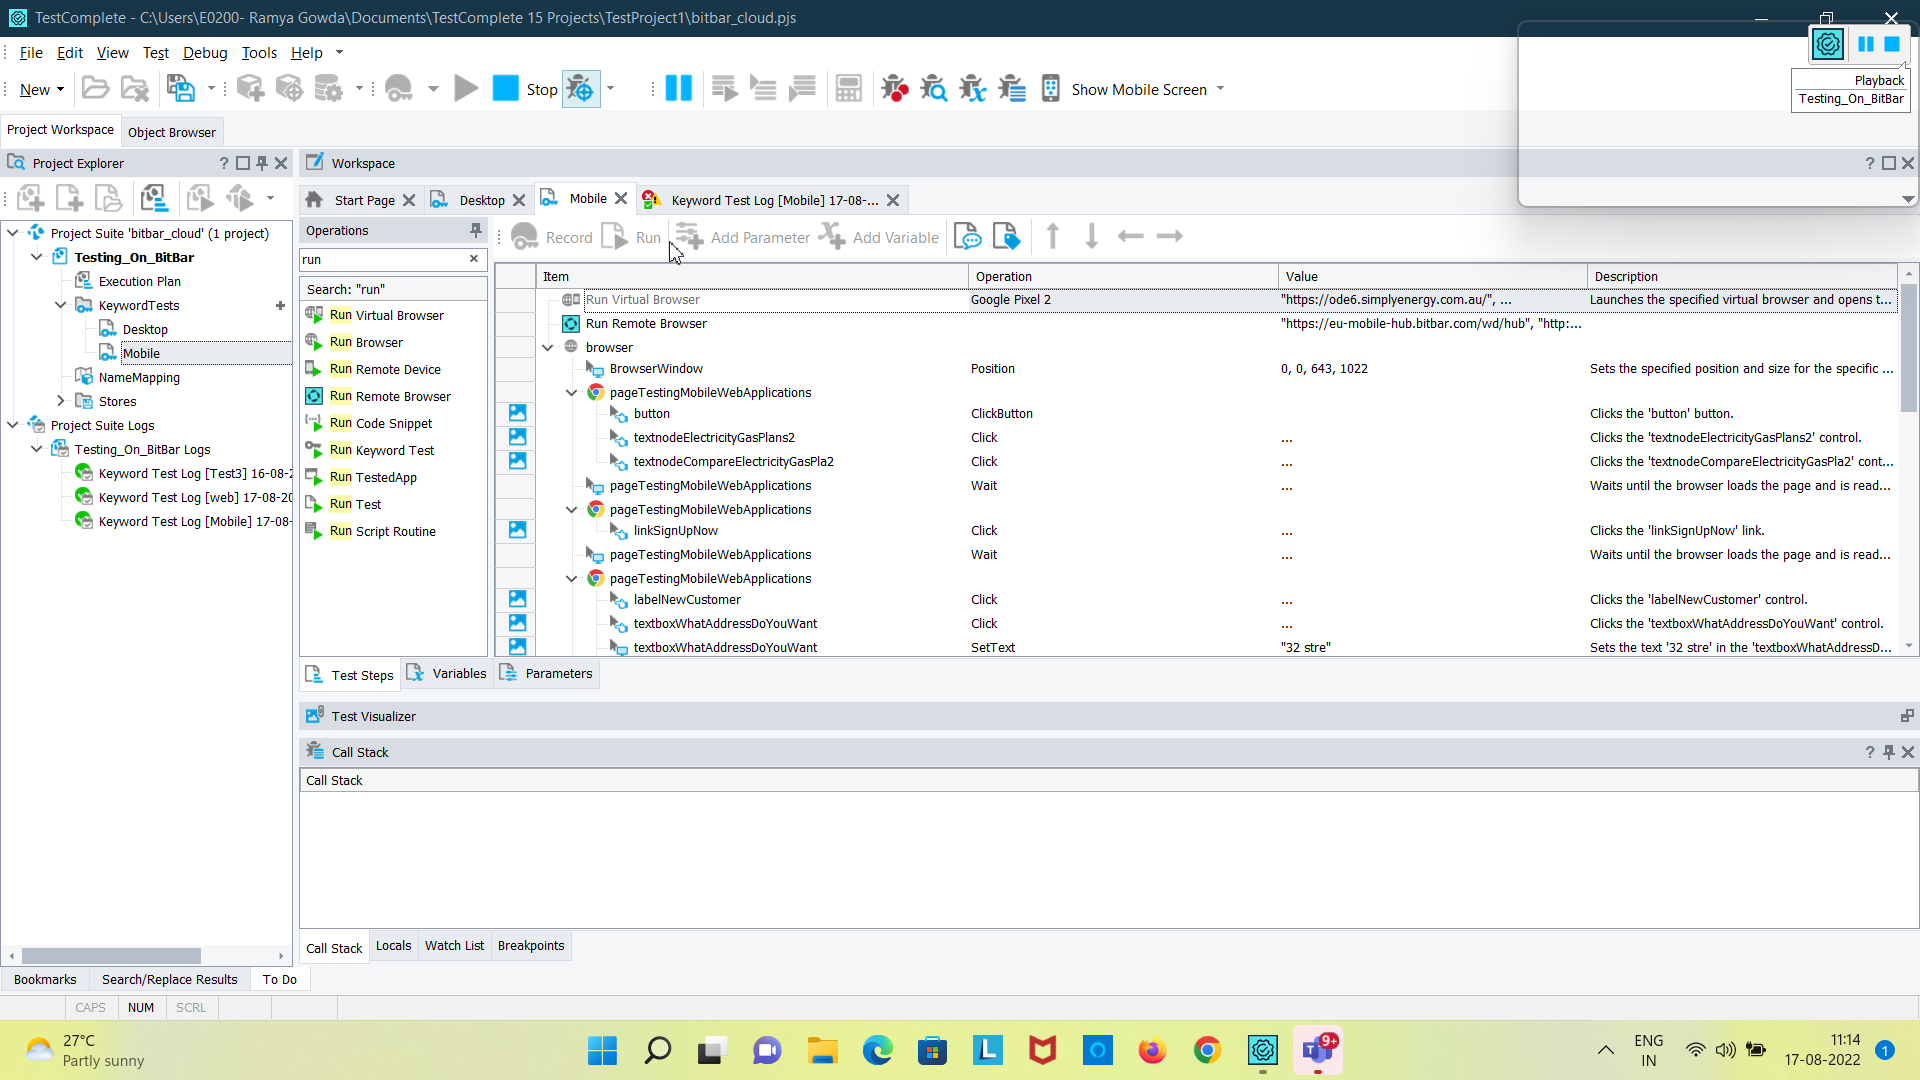 TestComplete - C:\Users\E0200- Ramya Gowda\Documents\TestComplete 15 Projects\TestProject1\bitbar_cloud.pjs
File Edit View Test Debug Tools Help
New Stop Show Mobile Screen
Playback
Testing_On_BitBar
Project Workspace Object Browser
Project Explorer
Project Suite 'bitbar_cloud' (1 project)
Testing_On_BitBar
Execution Plan
KeywordTests
Desktop
Mobile
NameMapping
Stores
Project Suite Logs
Testing_On_BitBar Logs
Keyword Test Log [Test3] 16-08-2
Keyword Test Log [web] 17-08-20
Keyword Test Log [Mobile] 17-08-
Workspace
Start Page Desktop Mobile Keyword Test Log [Mobile] 17-08-...
Operations
run
Search: "run"
Run Virtual Browser
Run Browser
Run Remote Device
Run Remote Browser
Run Code Snippet
Run Keyword Test
Run TestedApp
Run Test
Run Script Routine
Record Run Add Parameter Add Variable
Item Operation Value Description
Run Virtual Browser Google Pixel 2 "https://ode6.simplyenergy.com.au/", ... Launches the specified virtual browser and opens t...
Run Remote Browser "https://eu-mobile-hub.bitbar.com/wd/hub", "http:...
browser
BrowserWindow Position 0, 0, 643, 1022 Sets the specified position and size for the specific ...
pageTestingMobileWebApplications
button ClickButton Clicks the 'button' button.
textnodeElectricityGasPlans2 Click ... Clicks the 'textnodeElectricityGasPlans2' control.
textnodeCompareElectricityGasPla2 Click ... Clicks the 'textnodeCompareElectricityGasPla2' cont...
pageTestingMobileWebApplications Wait ... Waits until the browser loads the page and is read...
pageTestingMobileWebApplications
linkSignUpNow Click ... Clicks the 'linkSignUpNow' link.
pageTestingMobileWebApplications Wait ... Waits until the browser loads the page and is read...
pageTestingMobileWebApplications
labelNewCustomer Click ... Clicks the 'labelNewCustomer' control.
textboxWhatAddressDoYouWant Click ... Clicks the 'textboxWhatAddressDoYouWant' control.
textboxWhatAddressDoYouWant SetText "32 stre" Sets the text '32 stre' in the 'textboxWhatAddressD...
Test Steps Variables Parameters
Test Visualizer
Call Stack
Call Stack
Call Stack Locals Watch List Breakpoints
Bookmarks Search/Replace Results To Do
CAPS NUM SCRL
27°C
Partly sunny
9+
ENG
IN
11:14
17-08-2022
1